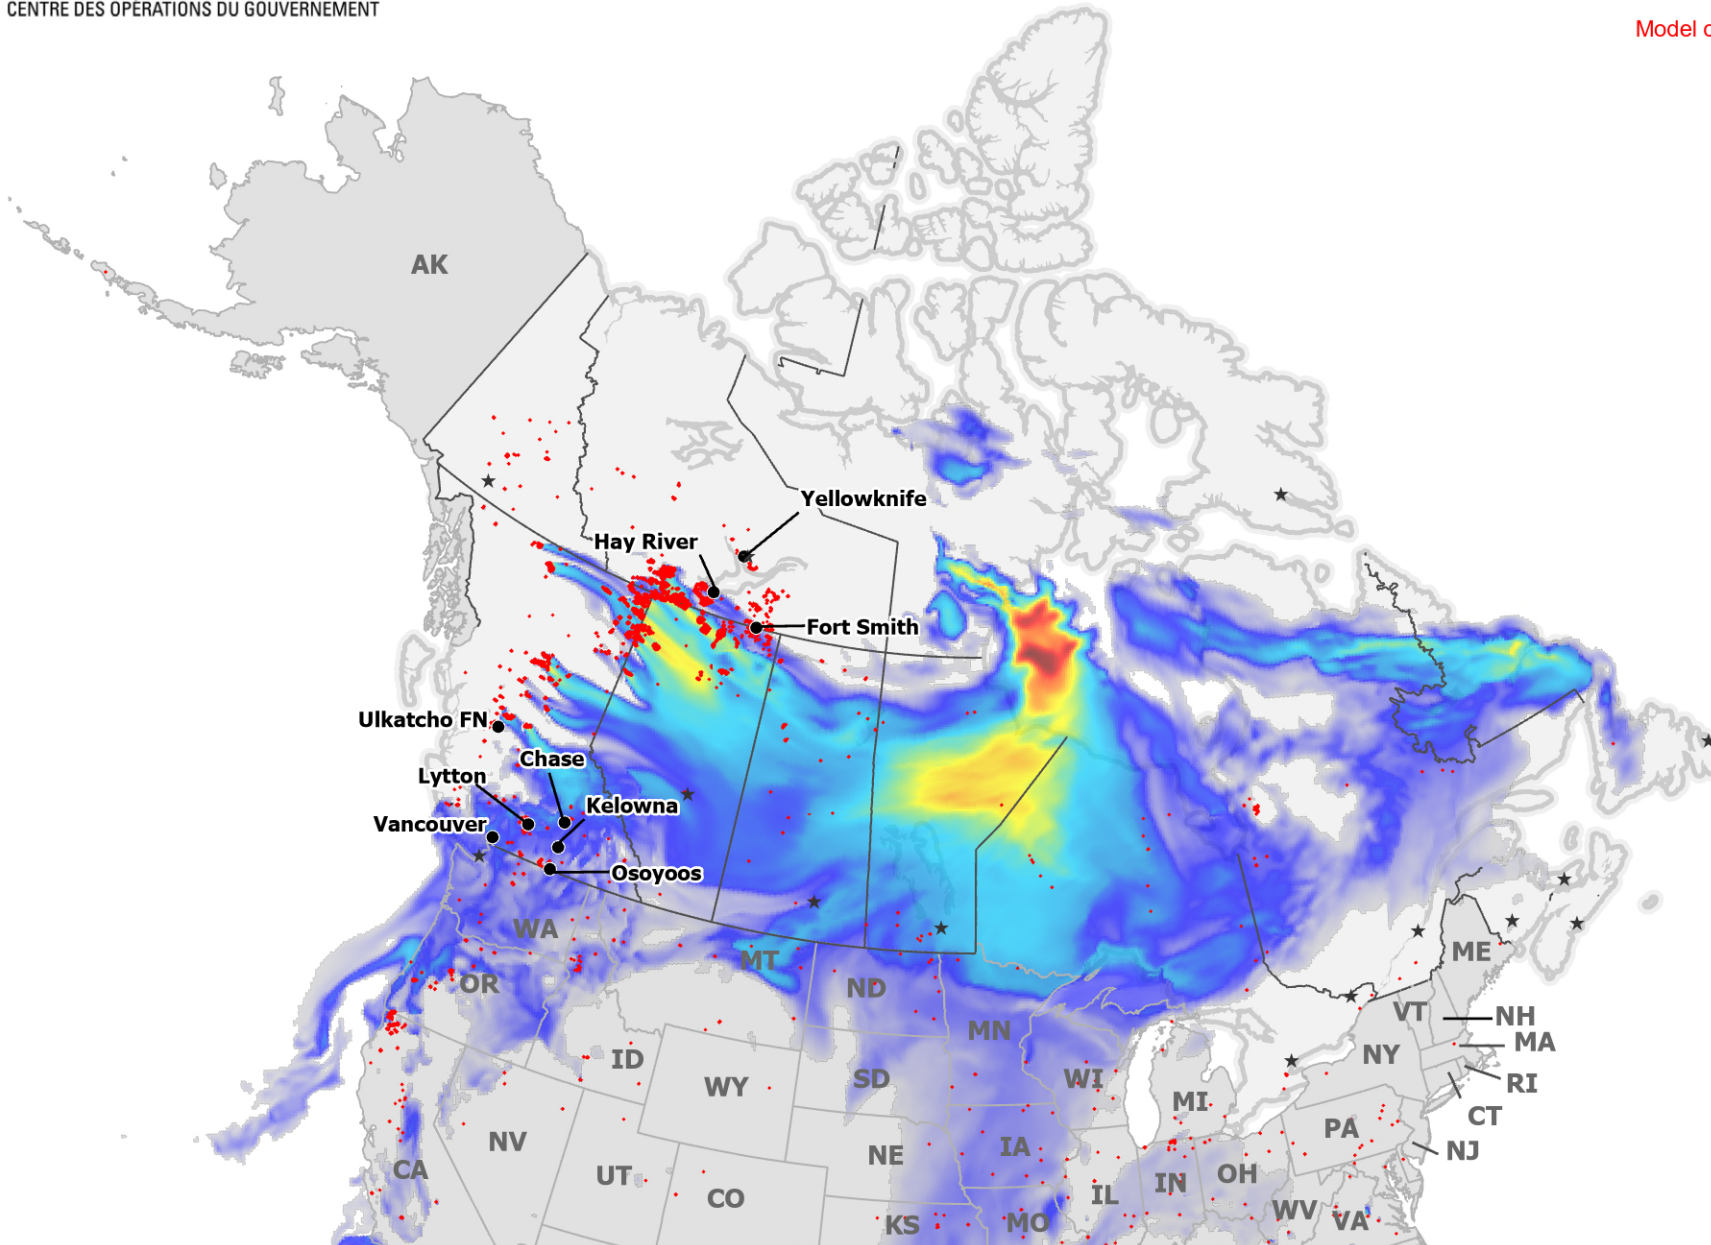 CENTRE DES OPÉRATIONS DU GOUVERNEMENT
Model
AK
Yellowknife
Hay River
Fort Smith
Ulkatcho FN
Chase
Lytton
Kelowna
Vancouver
Osoyoos
WA
MT
OR
ND
ME
MN
VT
NH
ID
NY
MA
WY
SD
WI
MI
RI
CT
NV
NE
IA
PA
NJ
CA
UT
CO
IL
IN
OH
KS
MO
WV
VA